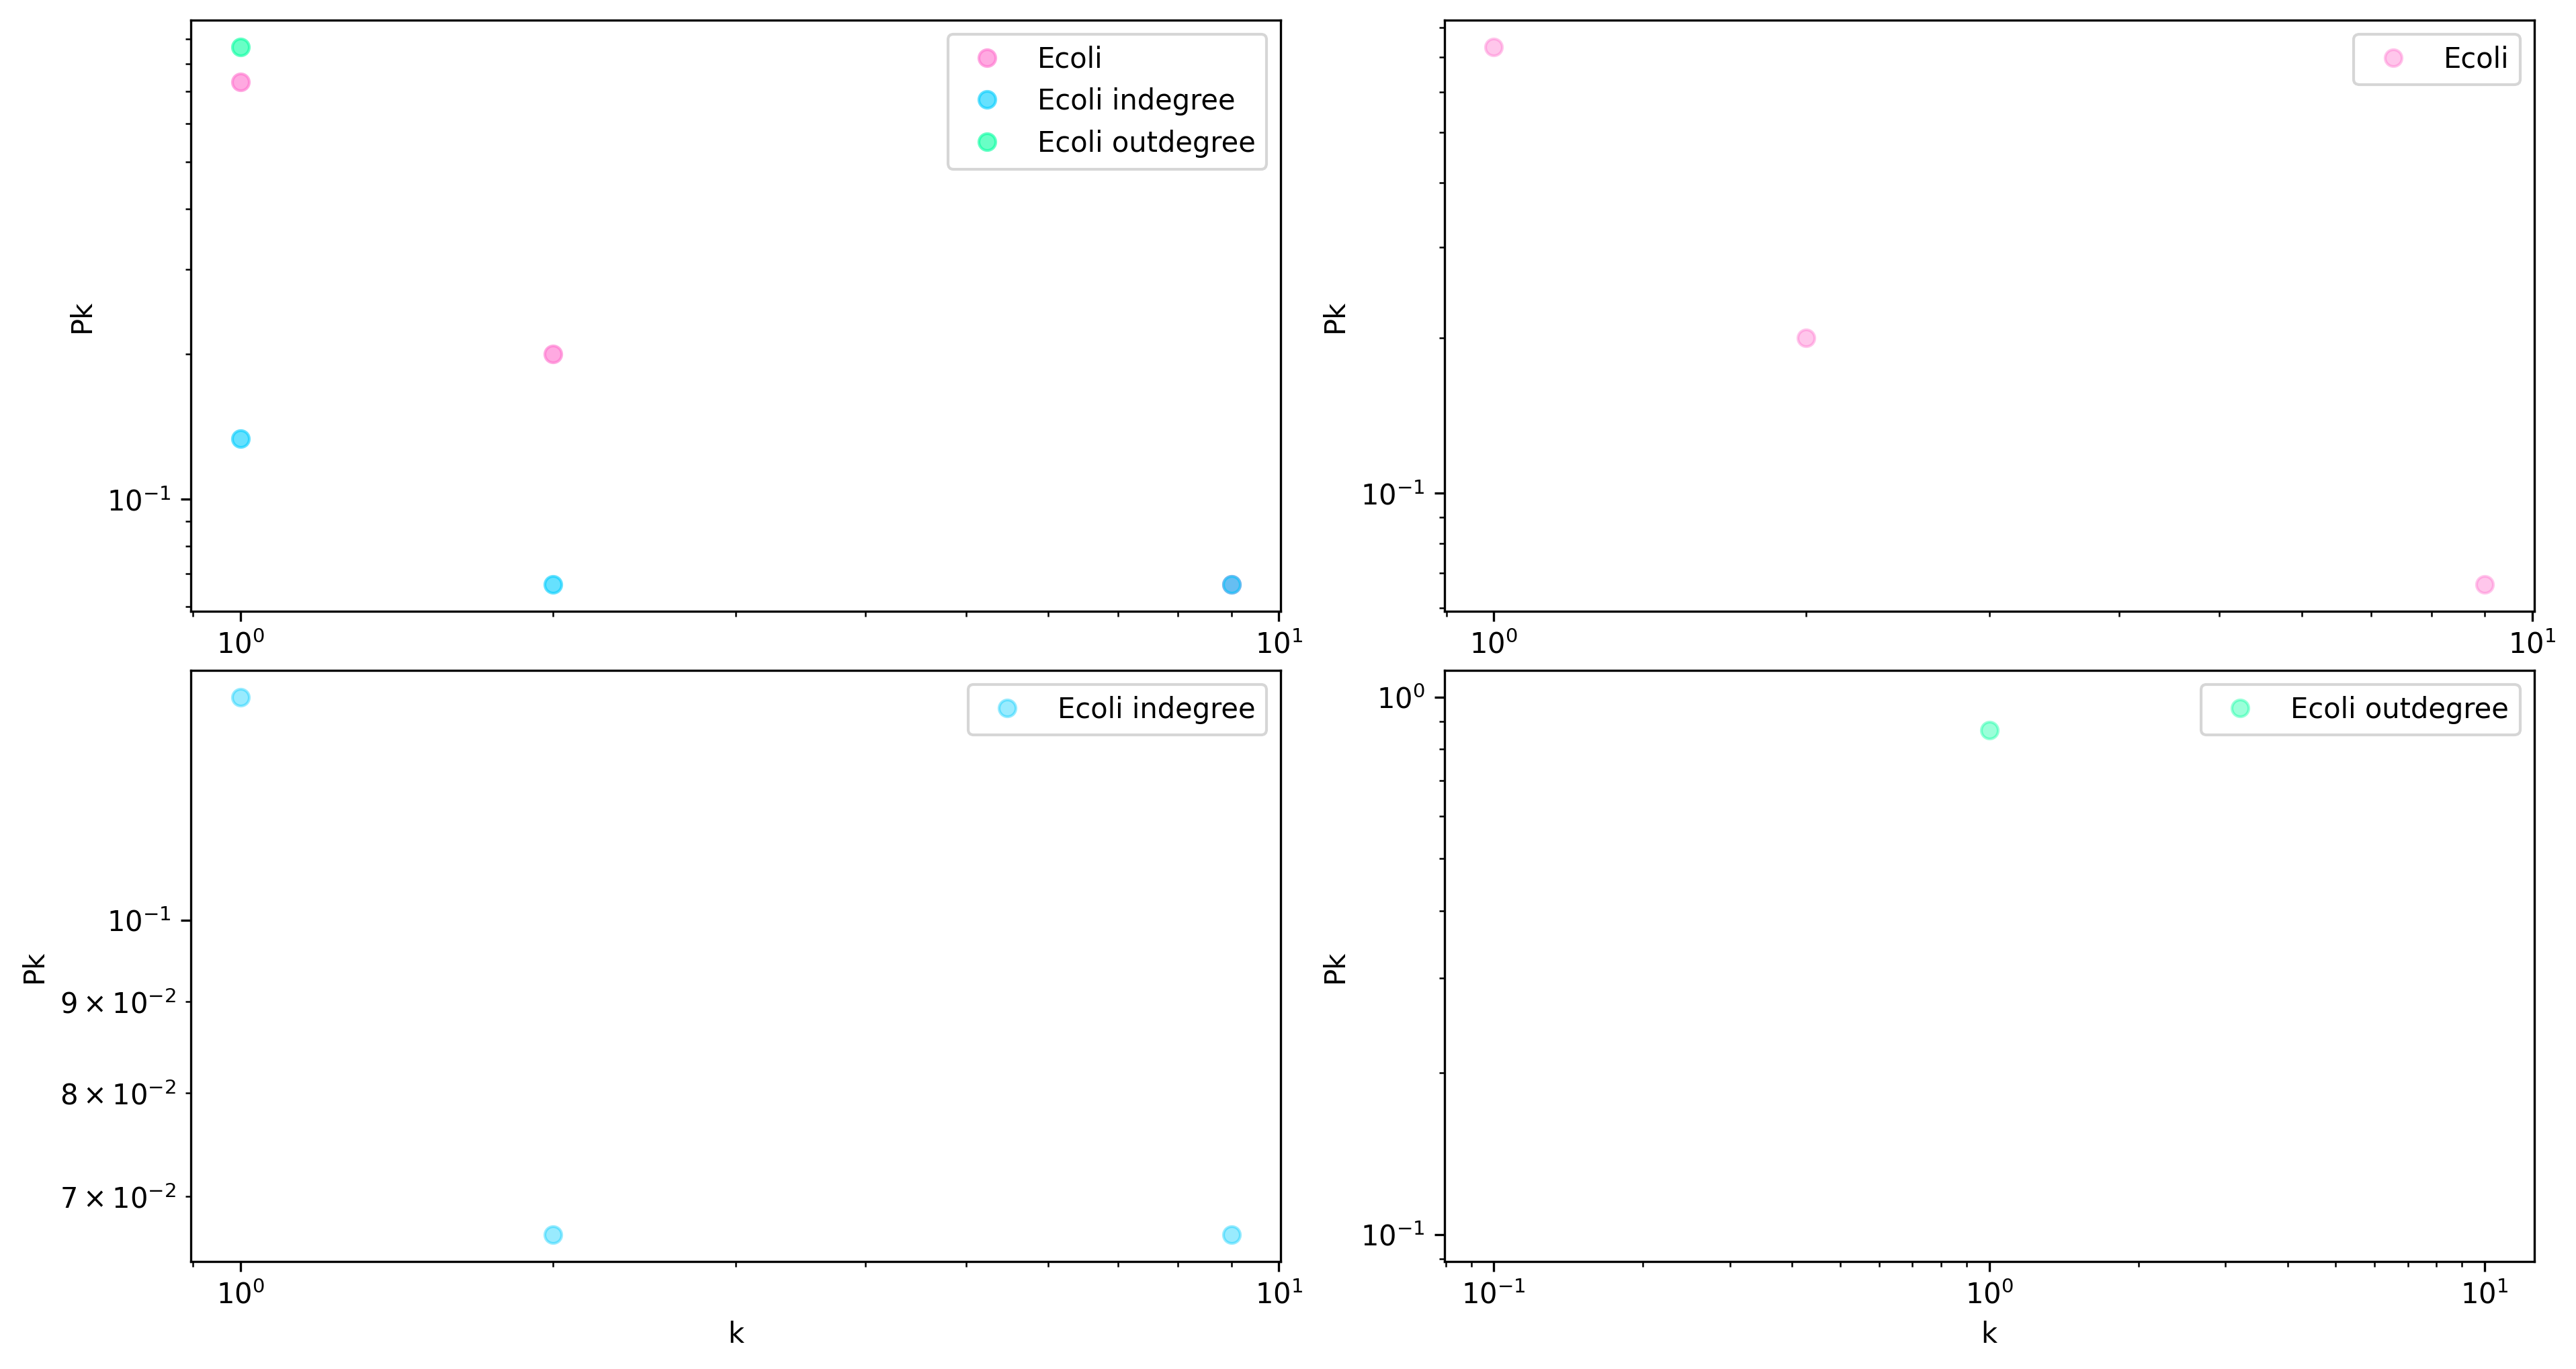 Ecoli
Ecoli indegree
Ecoli outdegree
Pk
10⁻¹
10⁰
10¹
Ecoli
Pk
10⁻¹
10⁰
10¹
Ecoli indegree
Pk
10⁻¹
9 × 10⁻²
8 × 10⁻²
7 × 10⁻²
10⁰
10¹
k
Ecoli outdegree
Pk
10⁰
10⁻¹
10⁻¹
10⁰
10¹
k